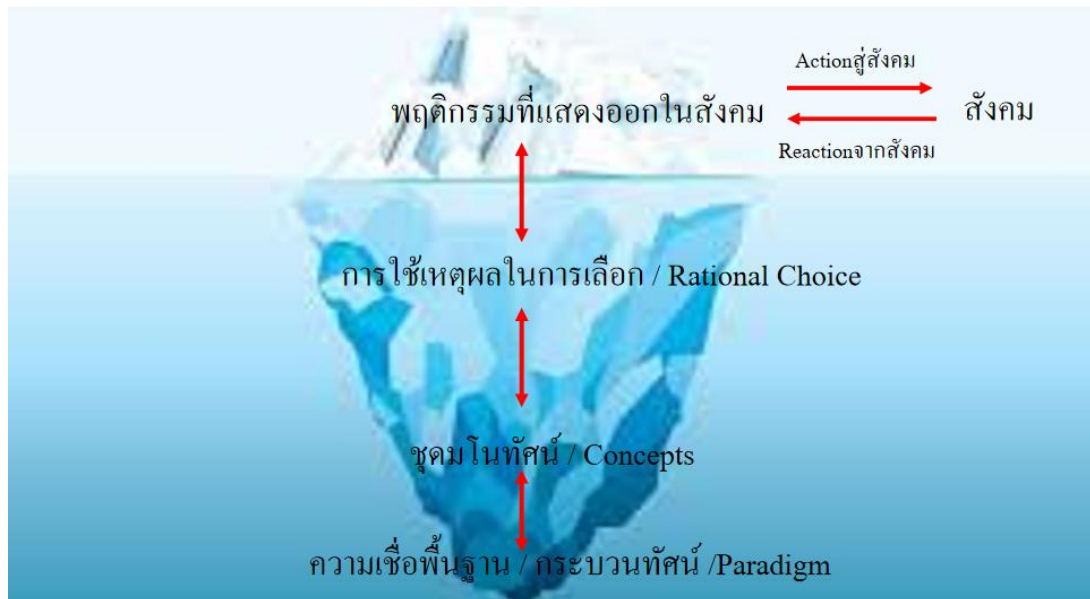 Actionสู่สังคม
พฤติกรรมที่แสดงออกในสังคม
สังคม
Reactionจากสังคม
การใช้เหตุผลในการเลือก / Rational Choice
ชุดมโนทัศน์ / Concepts
ความเชื่อพื้นฐาน / กระบวนทัศน์ /Paradigm